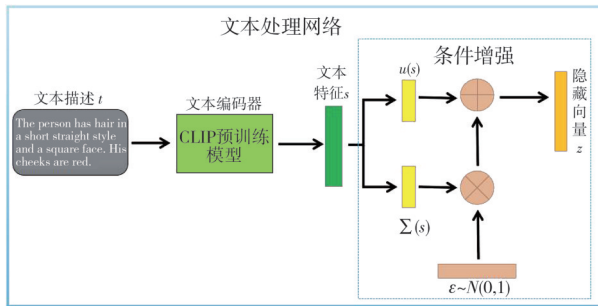 文本处理网络
条件增强
文本描述 t
The person has hair in
a short straight style
and a square face. His
cheeks are red.
文本编码器
CLIP预训练
模型
文本
特征s
u(s)
∑(s)
ε~N(0,1)
隐藏向量
z